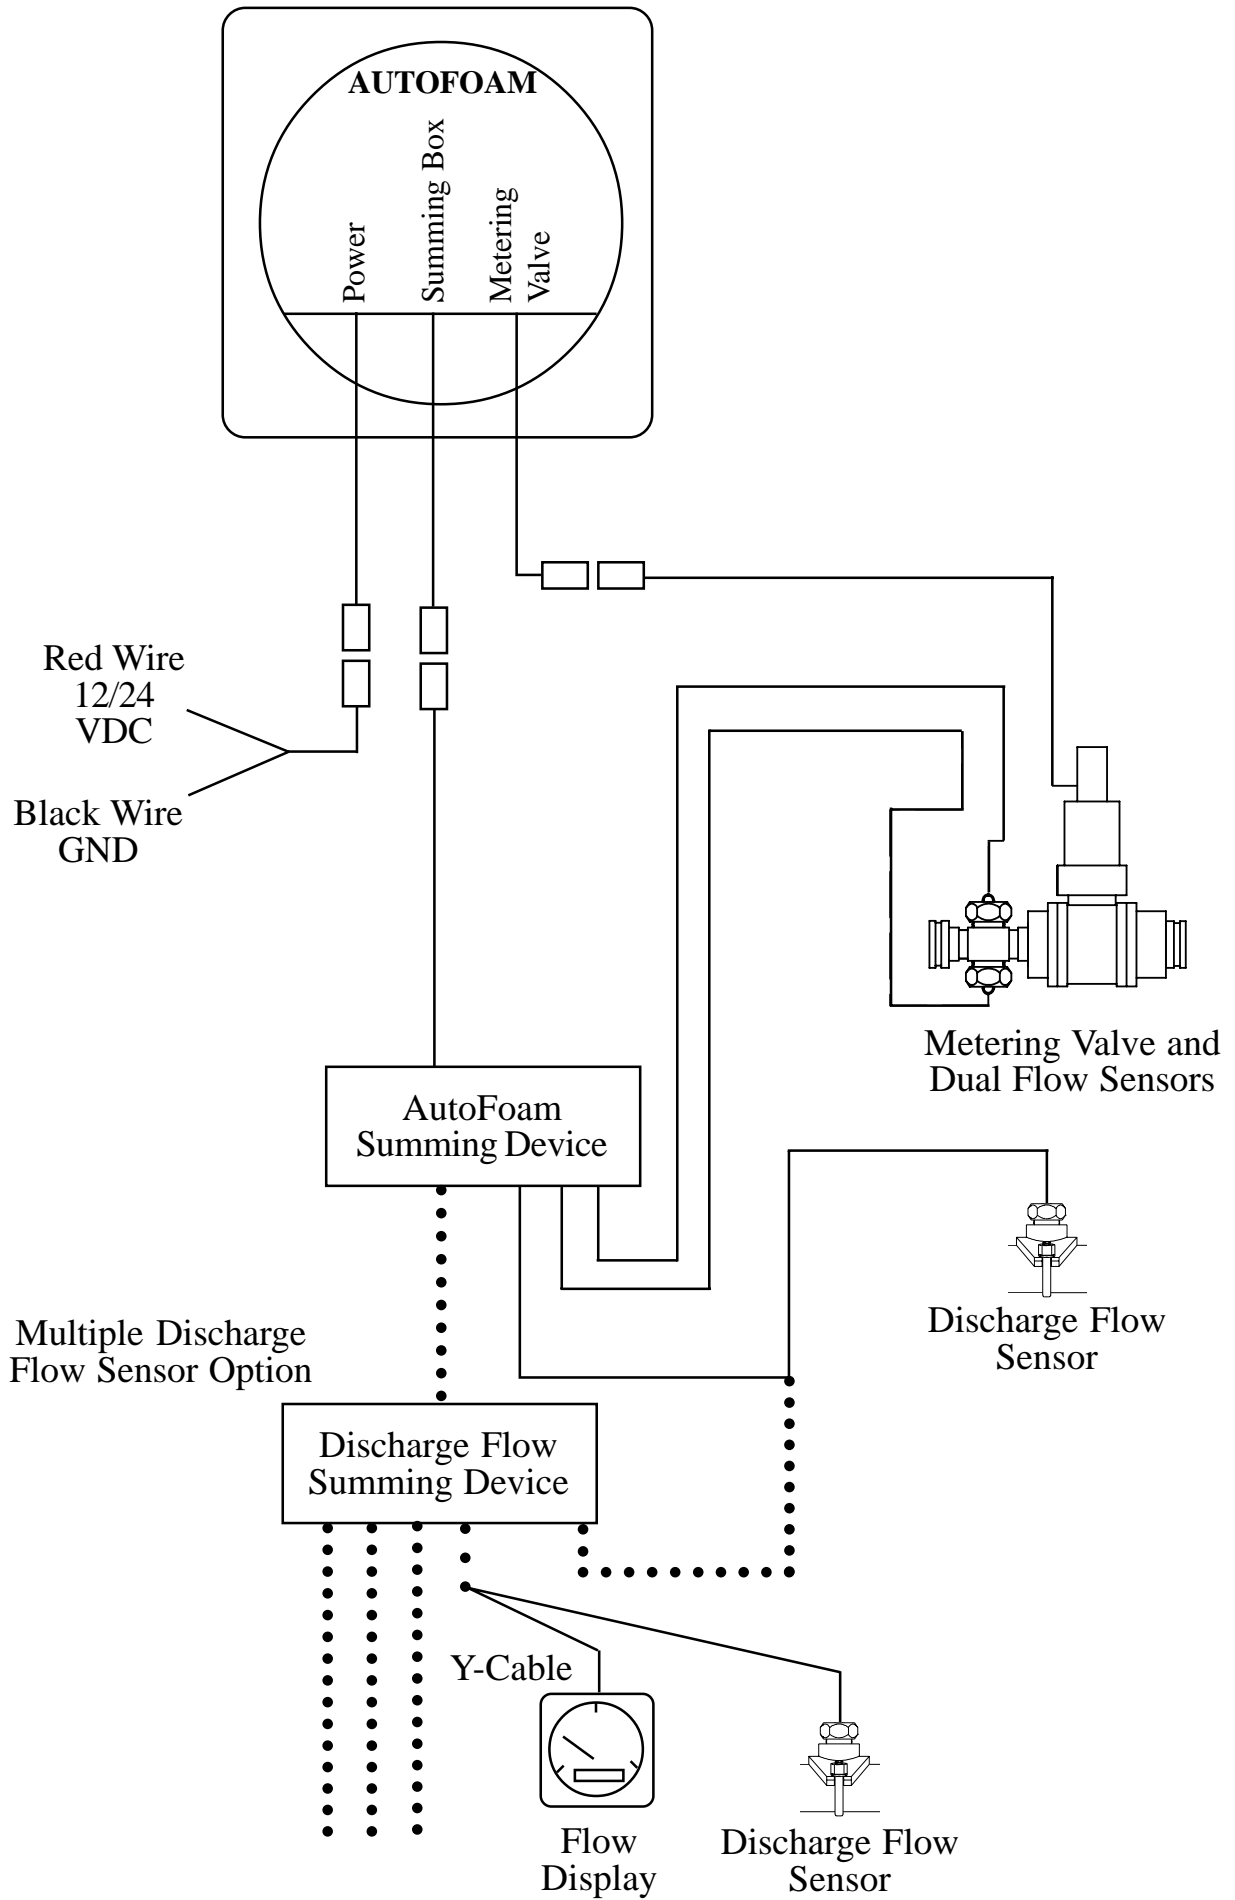 AUTOFOAM
Power
Summing Box
Metering
Valve
Red Wire
12/24
VDC
Black Wire
GND
Metering Valve and
Dual Flow Sensors
AutoFoam
Summing Device
Discharge Flow
Sensor
Multiple Discharge
Flow Sensor Option
Discharge Flow
Summing Device
Y-Cable
Flow
Display
Discharge Flow
Sensor